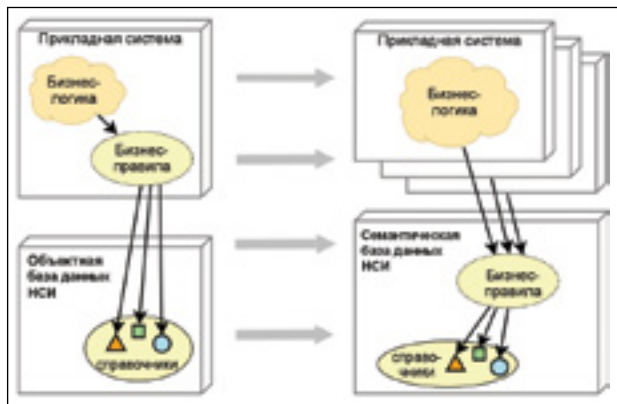 Прикладная система
Бизнес-
логика
Бизнес-
правила
Объектная
база данных
НСИ
справочники
Прикладная система
Бизнес-
логика
Семантическая
база данных
НСИ
Бизнес-
правила
справо-
чники